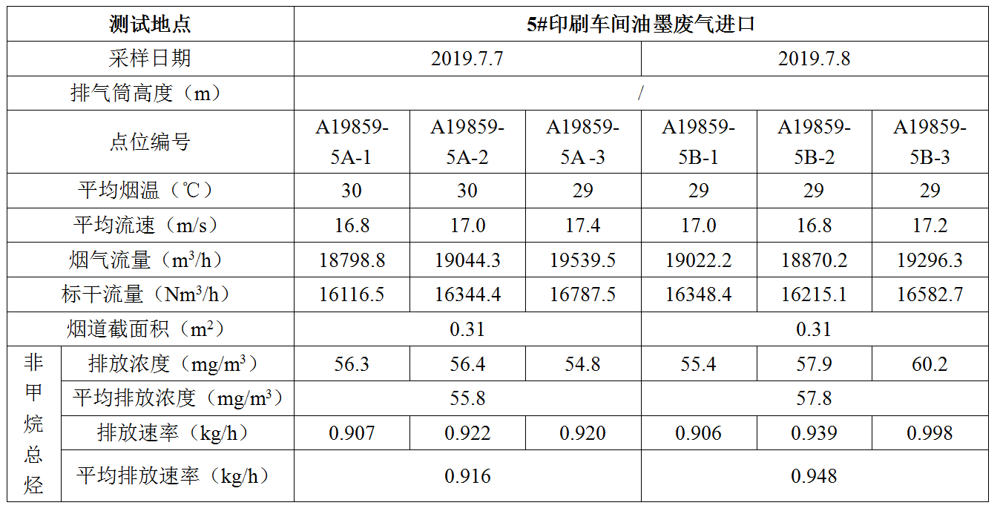 测试地点 5#印刷车间油墨废气进口
采样日期 2019.7.7 2019.7.8
排气筒高度（m） /
点位编号 A19859-5A-1 A19859-5A-2 A19859-5A-3 A19859-5B-1 A19859-5B-2 A19859-5B-3
平均烟温（℃） 30 30 29 29 29 29
平均流速（m/s） 16.8 17.0 17.4 17.0 16.8 17.2
烟气流量（m³/h） 18798.8 19044.3 19539.5 19022.2 18870.2 19296.3
标干流量（Nm³/h） 16116.5 16344.4 16787.5 16348.4 16215.1 16582.7
烟道截面积（m²） 0.31 0.31
非甲烷总烃
排放浓度（mg/m³） 56.3 56.4 54.8 55.4 57.9 60.2
平均排放浓度（mg/m³） 55.8 57.8
排放速率（kg/h） 0.907 0.922 0.920 0.906 0.939 0.998
平均排放速率（kg/h） 0.916 0.948